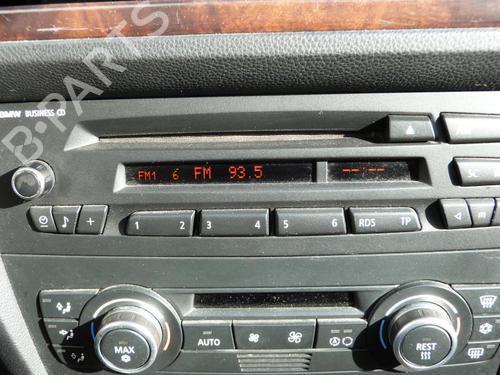 BMW BUSINESS CD
FM1 6 FM 93.5 --:--
SC
1 2 3 4 5 6 RDS TP
AUTO
MAX REST
B-PARTS